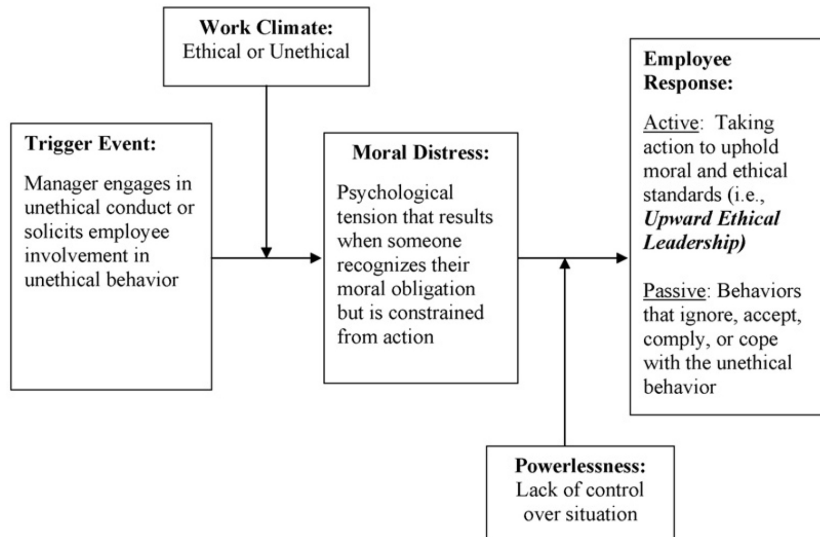 Work Climate:
Ethical or Unethical
Trigger Event:
Manager engages in
unethical conduct or
solicits employee
involvement in
unethical behavior
Moral Distress:
Psychological
tension that results
when someone
recognizes their
moral obligation
but is constrained
from action
Employee
Response:
Active:  Taking
action to uphold
moral and ethical
standards (i.e.,
Upward Ethical
Leadership)
Passive: Behaviors
that ignore, accept,
comply, or cope
with the unethical
behavior
Powerlessness:
Lack of control
over situation